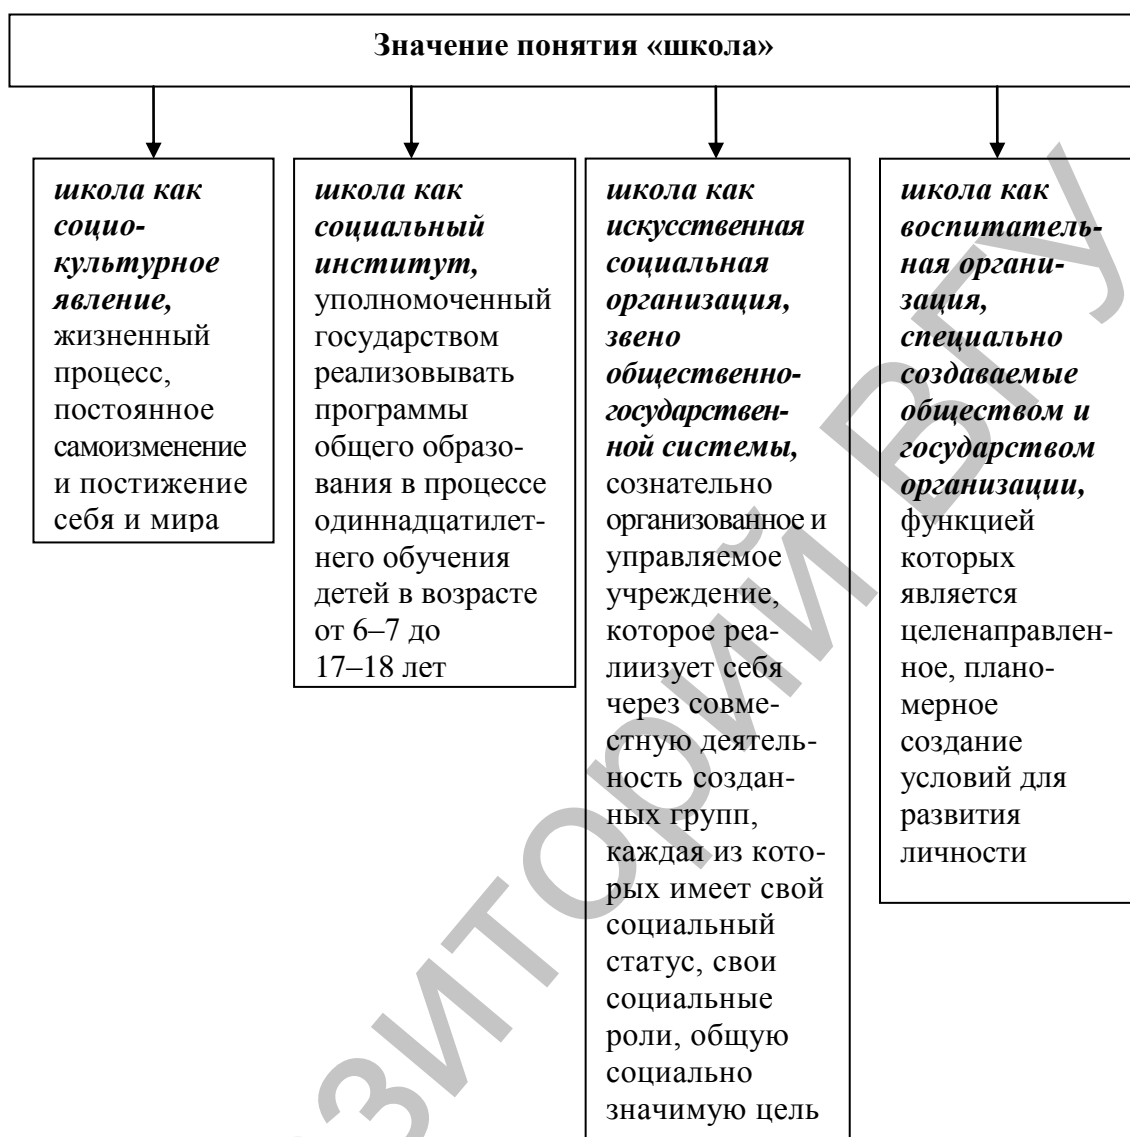 Значение понятия «школа»
школа как
социо-
культурное
явление,
жизненный
процесс,
постоянное
самоизменение
и постижение
себя и мира
школа как
социальный
институт,
уполномоченный
государством
реализовывать
программы
общего образо-
вания в процессе
одиннадцатилет-
него обучения
детей в возрасте
от 6–7 до
17–18 лет
школа как
искусственная
социальная
организация,
звено
общественно-
государствен-
ной системы,
сознательно
организованное и
управляемое
учреждение,
которое реа-
лиизует себя
через совме-
стную деятель-
ность создан-
ных групп,
каждая из кото-
рых имеет свой
социальный
статус, свои
социальные
роли, общую
социально
значимую цель
школа как
воспитатель-
ная органи-
зация,
специально
создаваемые
обществом и
государством
организации,
функцией
которых
является
целенаправлен-
ное, плано-
мерное
создание
условий для
развития
личности
зиторий ВГУ